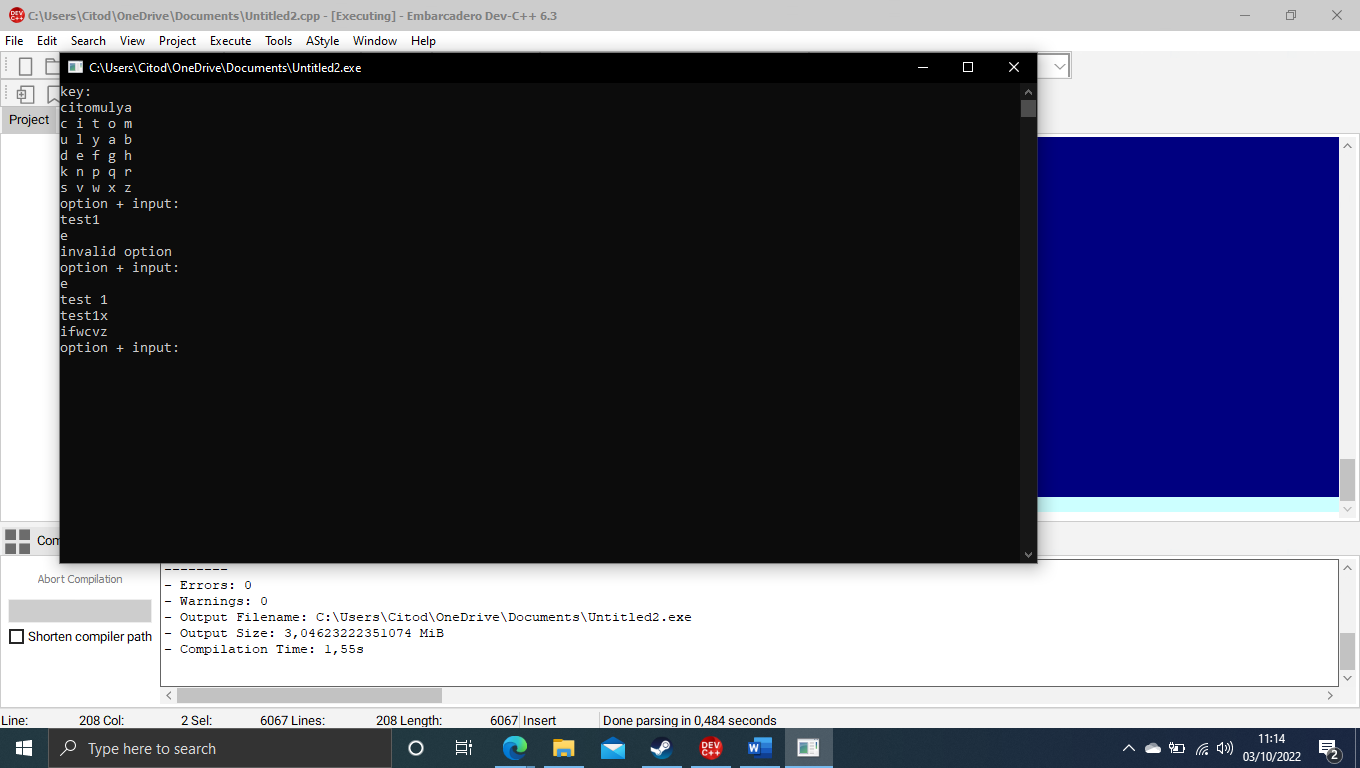 C:\Users\Citod\OneDrive\Documents\Untitled2.cpp - [Executing] - Embarcadero Dev-C++ 6.3
File Edit Search View Project Execute Tools AStyle Window Help
C:\Users\Citod\OneDrive\Documents\Untitled2.exe
Project
key:
citomulya
c i t o m
u l y a b
d e f g h
k n p q r
s v w x z
option + input:
test1
e
invalid option
option + input:
e
test 1
test1x
ifwcvz
option + input:
Abort Compilation
Shorten compiler path
--------
- Errors: 0
- Warnings: 0
- Output Filename: C:\Users\Citod\OneDrive\Documents\Untitled2.exe
- Output Size: 3,04623222351074 MiB
- Compilation Time: 1,55s
Line: 208 Col: 2 Sel: 6067 Lines: 208 Length: 6067 Insert Done parsing in 0,484 seconds
Type here to search
DEV C++
11:14
03/10/2022
2